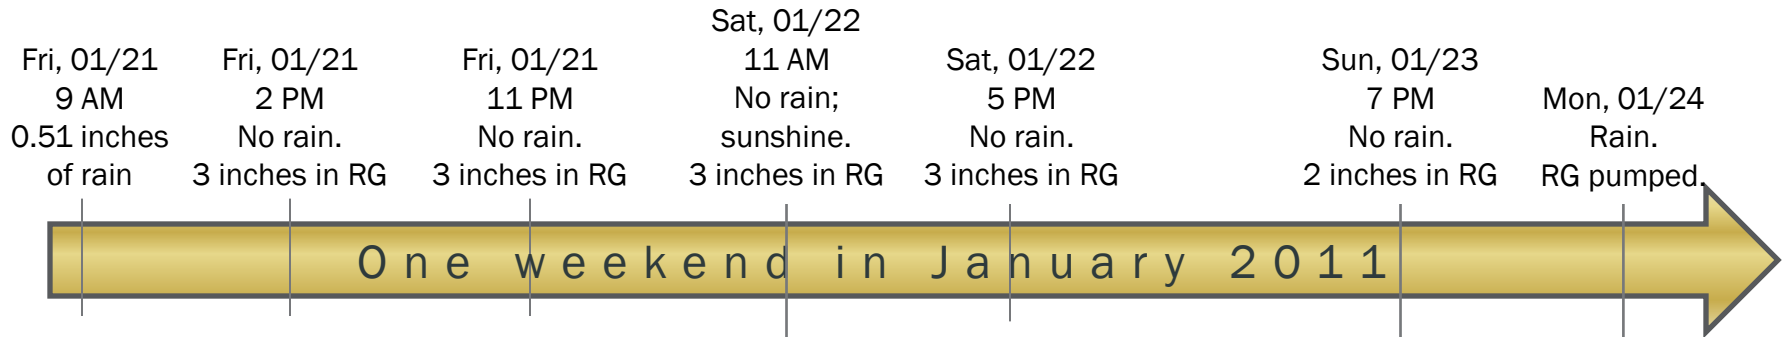 Fri, 01/21
9 AM
0.51 inches
of rain
Fri, 01/21
2 PM
No rain.
3 inches in RG
Fri, 01/21
11 PM
No rain.
3 inches in RG
Sat, 01/22
11 AM
No rain;
sunshine.
3 inches in RG
Sat, 01/22
5 PM
No rain.
3 inches in RG
Sun, 01/23
7 PM
No rain.
2 inches in RG
Mon, 01/24
Rain.
RG pumped.
One weekend in January 2011